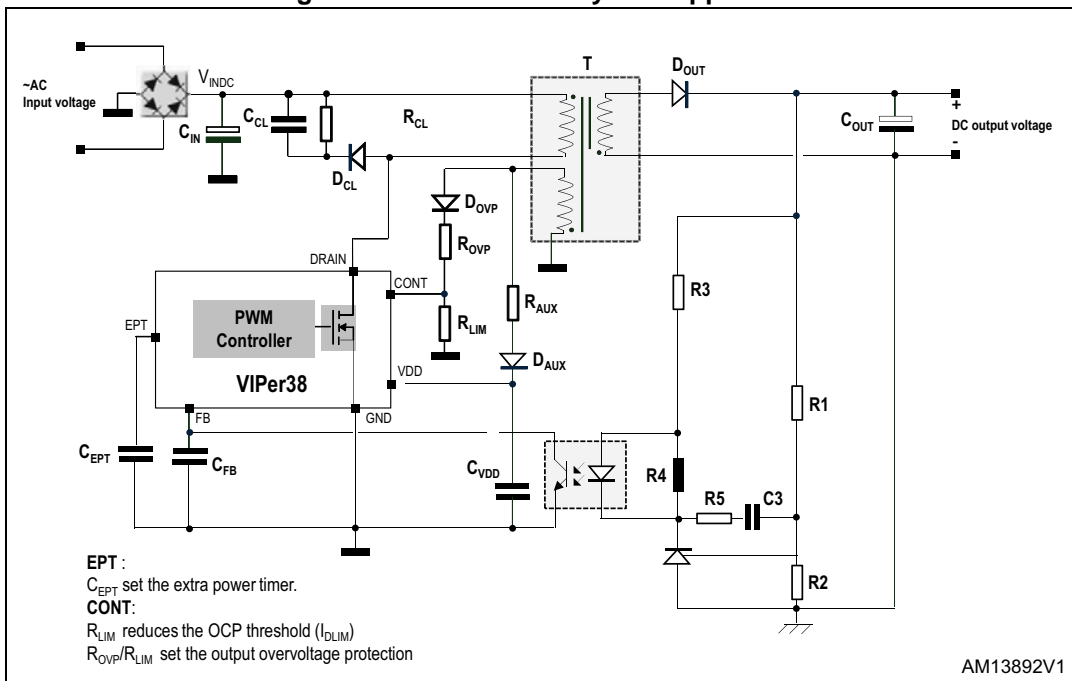 ~AC
Input voltage
V_INDC
C_IN
C_CL
R_CL
D_CL
T
D_OUT
C_OUT
+
DC output voltage
-
D_OVP
R_OVP
DRAIN
CONT
R_LIM
R_AUX
D_AUX
R3
EPT
PWM
Controller
VIPer38
VDD
FB
GND
R1
C_EPT
C_FB
C_VDD
R4
R5
C3
R2
EPT :
C_EPT set the extra power timer.
CONT:
R_LIM reduces the OCP threshold (I_DLIM)
R_OVP/R_LIM set the output overvoltage protection
AM13892V1